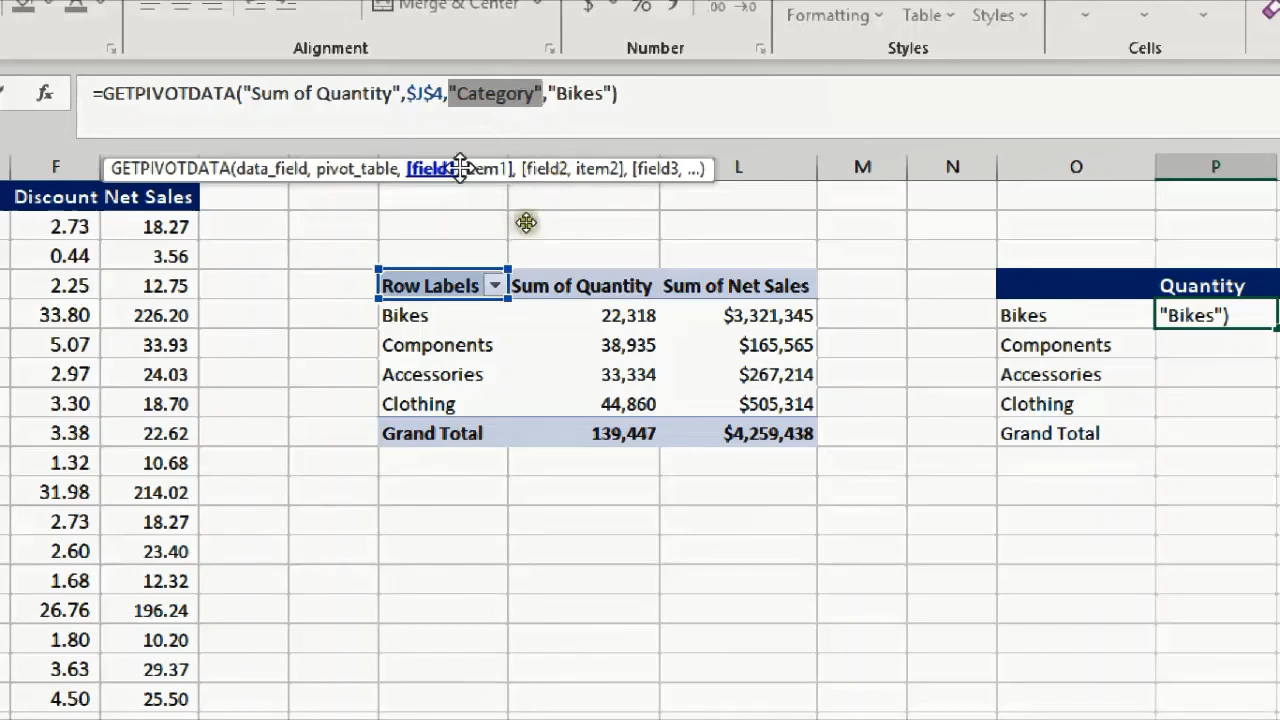 Merge & Center
$ % 
Formatting Table Styles
Alignment Number Styles Cells
fx =GETPIVOTDATA("Sum of Quantity",$J$4,"Category","Bikes")
F L M N O P
GETPIVOTDATA(data_field, pivot_table, [field1, item1], [field2, item2], [field3, ...)
Discount Net Sales
2.73 18.27
0.44 3.56
2.25 12.75 Row Labels Sum of Quantity Sum of Net Sales Quantity
33.80 226.20 Bikes 22,318 $3,321,345 Bikes "Bikes")
5.07 33.93 Components 38,935 $165,565 Components
2.97 24.03 Accessories 33,334 $267,214 Accessories
3.30 18.70 Clothing 44,860 $505,314 Clothing
3.38 22.62 Grand Total 139,447 $4,259,438 Grand Total
1.32 10.68
31.98 214.02
2.73 18.27
2.60 23.40
1.68 12.32
26.76 196.24
1.80 10.20
3.63 29.37
4.50 25.50